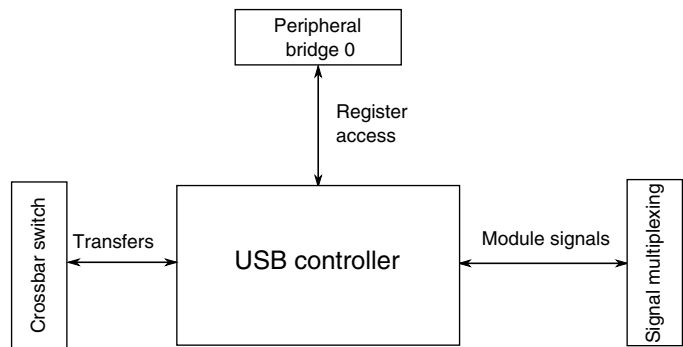 Peripheral
bridge 0
Register
access
Crossbar switch
Transfers
USB controller
Module signals
Signal multiplexing